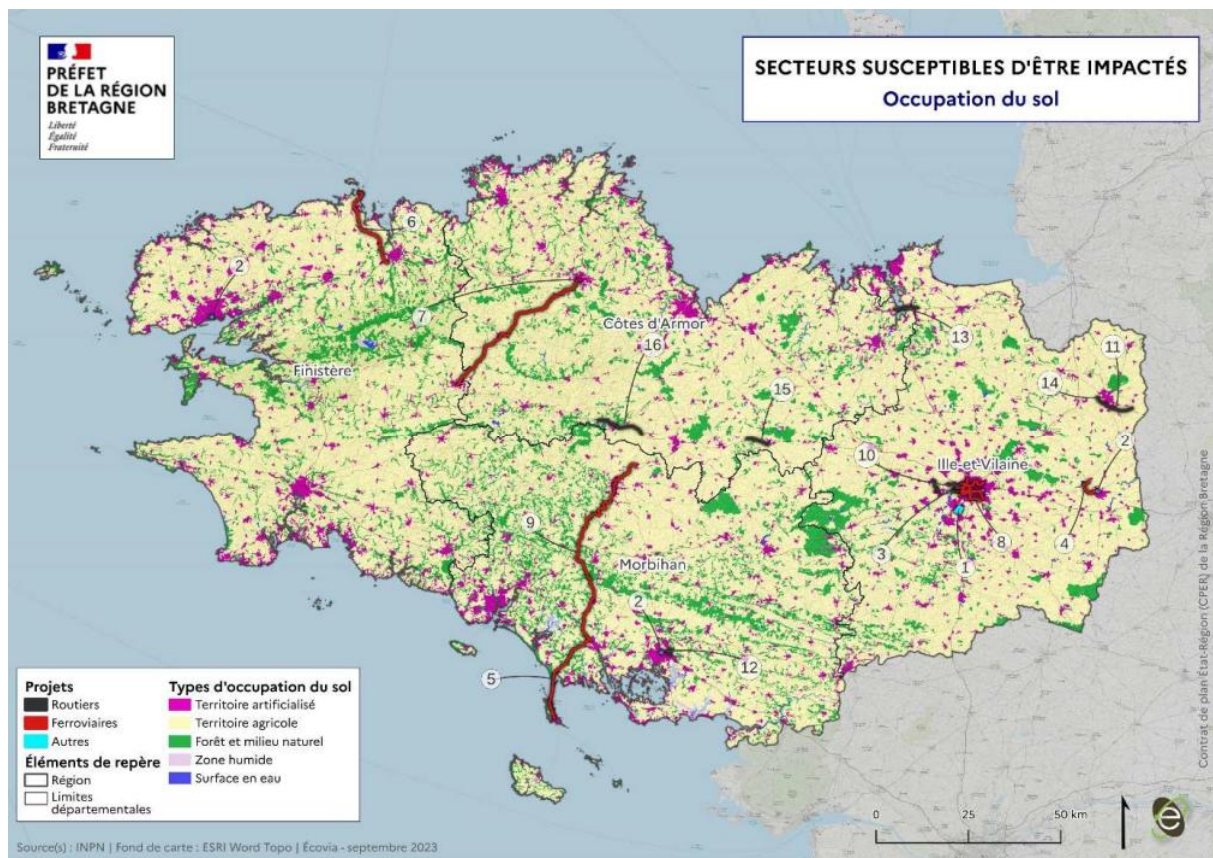 PRÉFET
DE LA RÉGION
BRETAGNE
Liberté
Égalité
Fraternité
SECTEURS SUSCEPTIBLES D'ÊTRE IMPACTÉS
Occupation du sol
6
2
7
Côtes d'Armor
16
13
11
Finistère
15
14
2
10
Ille-et-Vilaine
9
3
8
4
1
Morbihan
2
12
5
Projets
Routiers
Ferroviaires
Autres
Éléments de repère
Région
Limites
départementales
Types d'occupation du sol
Territoire artificialisé
Territoire agricole
Forêt et milieu naturel
Zone humide
Surface en eau
0
50 km
é
Contrat de plan État-Région (CPER) de la Région Bretagne
Source(s) : INPN | Fond de carte : ESRI Word Topo | Écovia - septembre 2023